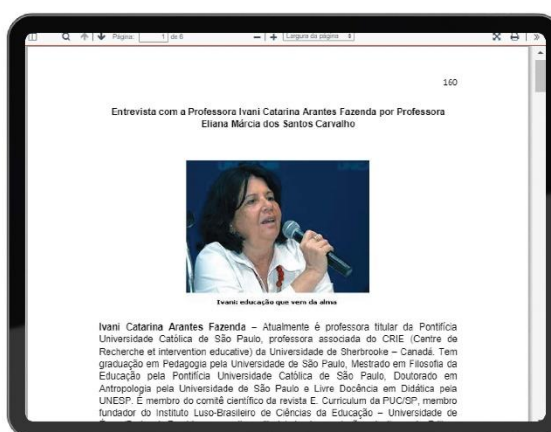 Página: 1 de 6 Largura da página
160
Entrevista com a Professora Ivani Catarina Arantes Fazenda por Professora
Eliana Márcia dos Santos Carvalho
Ivani: educação que vem da alma
Ivani Catarina Arantes Fazenda – Atualmente é professora titular da Pontifícia
Universidade Católica de São Paulo, professora associada do CRIE (Centre de
Recherche et intervention educative) da Universidade de Sherbrooke – Canadá. Tem
graduação em Pedagogia pela Universidade de São Paulo, Mestrado em Filosofia da
Educação pela Pontifícia Universidade Católica de São Paulo, Doutorado em
Antropologia pela Universidade de São Paulo e Livre Docência em Didática pela
UNESP. É membro do comitê científico da revista E. Curriculum da PUC/SP, membro
fundador do Instituto Luso-Brasileiro de Ciências da Educação – Universidade de